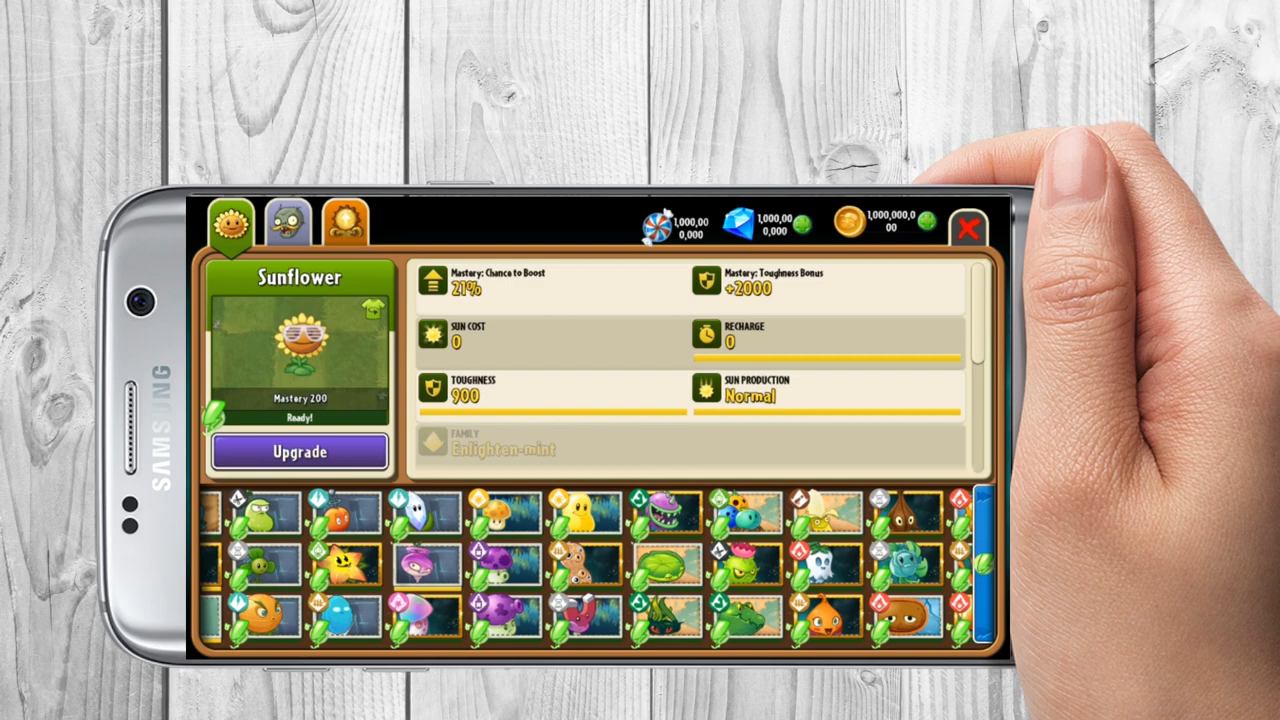 1,000,00
0,000
1,000,00
0,000
1,000,000,0
00
Sunflower
Mastery 200
Ready!
Upgrade
Mastery: Chance to Boost
21%
Mastery: Toughness Bonus
+2000
SUN COST
0
RECHARGE
0
TOUGHNESS
900
SUN PRODUCTION
Normal
FAMILY
Enlighten-mint
SAMSUNG